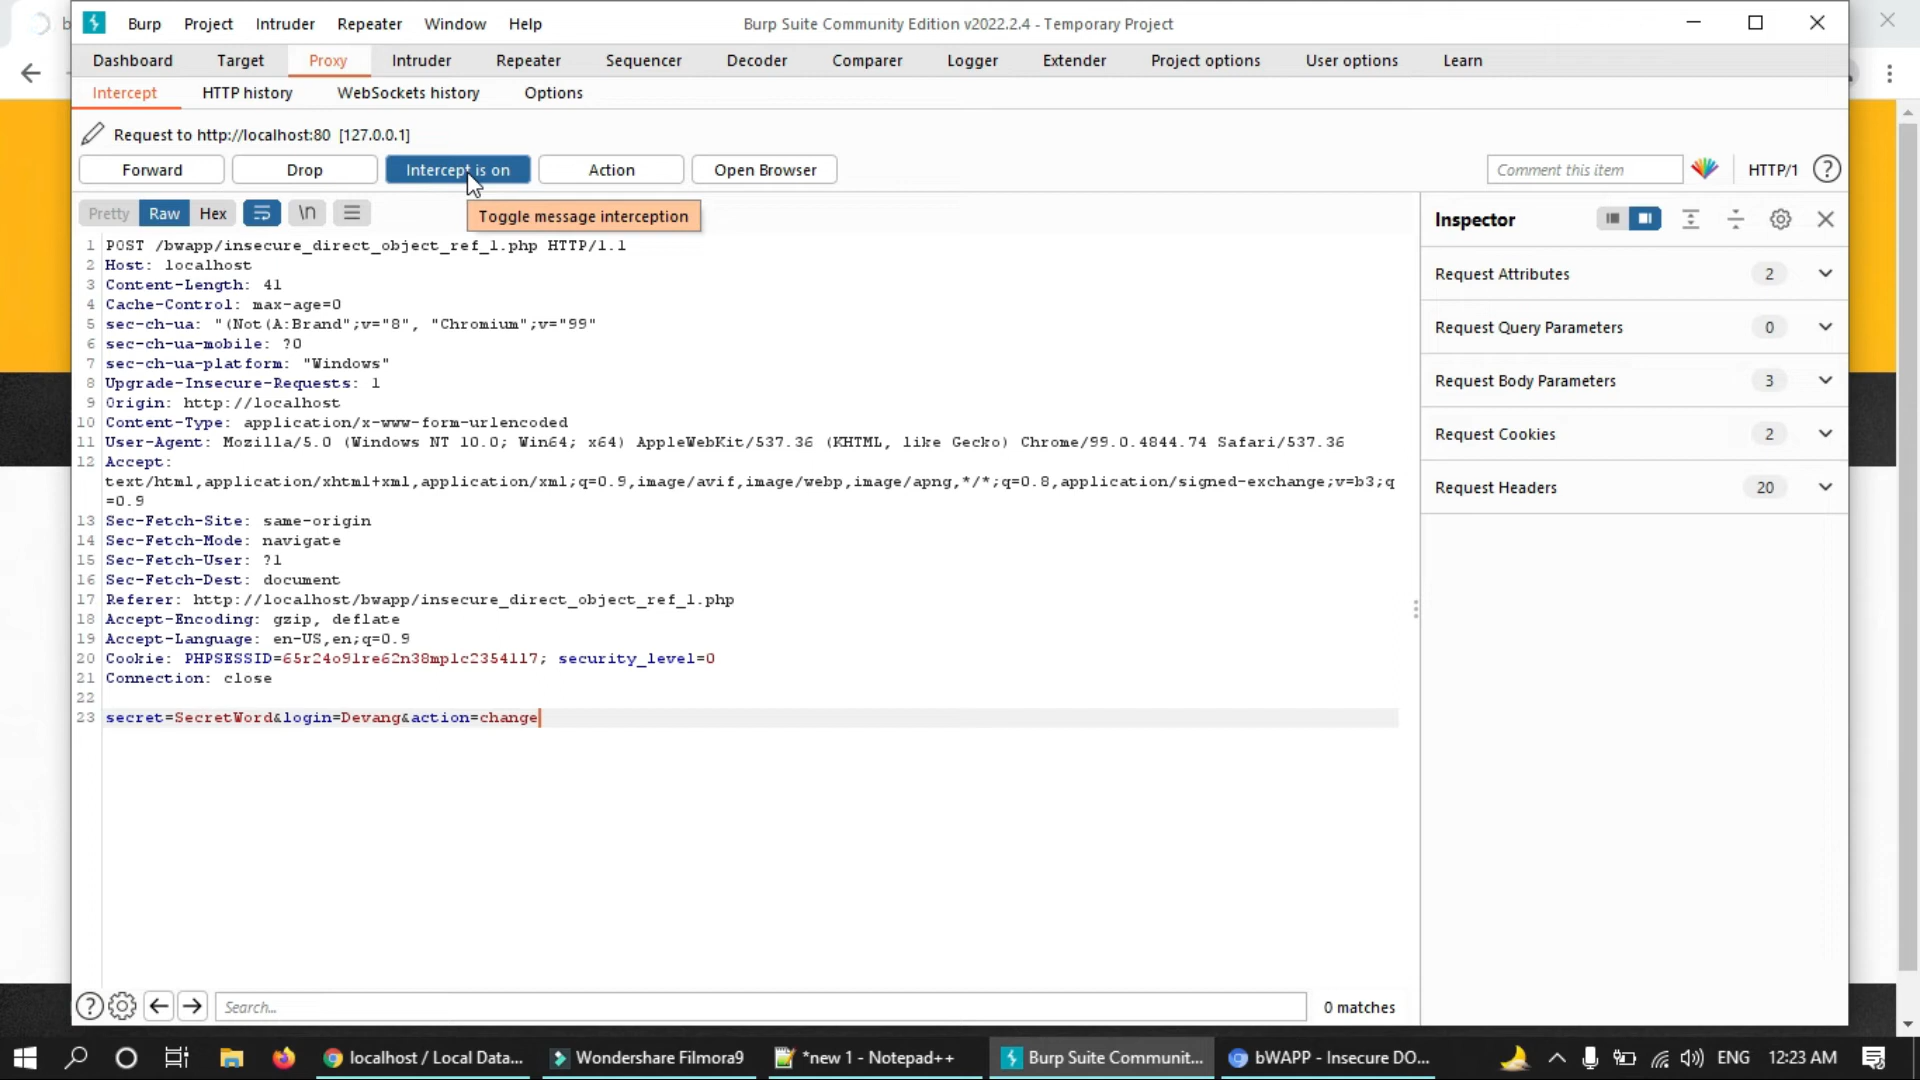 Burp Project Intruder Repeater Window Help Burp Suite Community Edition v2022.2.4 - Temporary Project
Dashboard Target Proxy Intruder Repeater Sequencer Decoder Comparer Logger Extender Project options User options Learn
Intercept HTTP history WebSockets history Options
Request to http://localhost:80 [127.0.0.1]
Forward Drop Intercept is on Action Open Browser Comment this item HTTP/1 ?
Pretty Raw Hex \n Toggle message interception
Inspector
1 POST /bwapp/insecure_direct_object_ref_1.php HTTP/1.1
2 Host: localhost
3 Content-Length: 41
4 Cache-Control: max-age=0
5 sec-ch-ua: "(Not(A:Brand";v="8", "Chromium";v="99"
6 sec-ch-ua-mobile: ?0
7 sec-ch-ua-platform: "Windows"
8 Upgrade-Insecure-Requests: 1
9 Origin: http://localhost
10 Content-Type: application/x-www-form-urlencoded
11 User-Agent: Mozilla/5.0 (Windows NT 10.0; Win64; x64) AppleWebKit/537.36 (KHTML, like Gecko) Chrome/99.0.4844.74 Safari/537.36
12 Accept:
text/html,application/xhtml+xml,application/xml;q=0.9,image/avif,image/webp,image/apng,*/*;q=0.8,application/signed-exchange;v=b3;q
=0.9
13 Sec-Fetch-Site: same-origin
14 Sec-Fetch-Mode: navigate
15 Sec-Fetch-User: ?1
16 Sec-Fetch-Dest: document
17 Referer: http://localhost/bwapp/insecure_direct_object_ref_1.php
18 Accept-Encoding: gzip, deflate
19 Accept-Language: en-US,en;q=0.9
20 Cookie: PHPSESSID=65r24o91re62n38mp1c2354117; security_level=0
21 Connection: close
22
23 secret=SecretWord&login=Devang&action=change
Request Attributes 2
Request Query Parameters 0
Request Body Parameters 3
Request Cookies 2
Request Headers 20
? Search... 0 matches
localhost / Local Data... Wondershare Filmora9 *new 1 - Notepad++ Burp Suite Communit... bWAPP - Insecure DO... ENG 12:23 AM